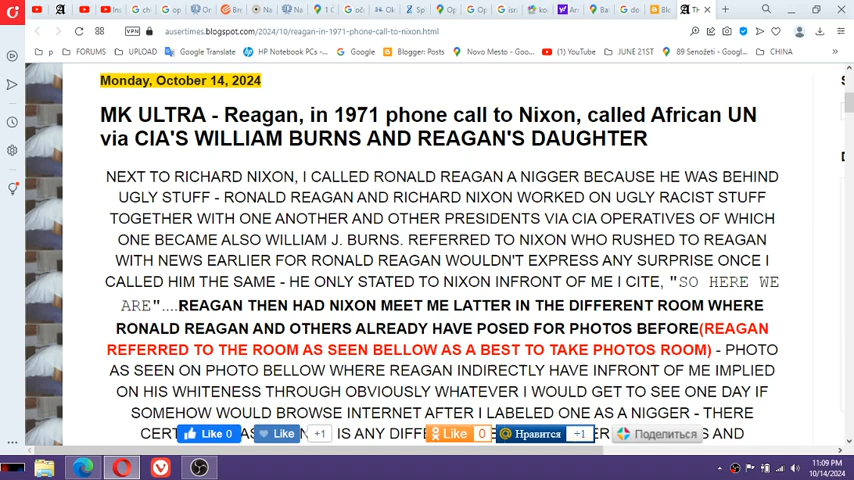 ausertimes.blogspot.com/2024/10/reagan-in-1971-phone-call-to-nixon.html
VPN
p FORUMS UPLOAD Google Translate HP Notebook PCs -... Google Blogger: Posts Novo Mesto – Google... (1) YouTube JUNE 21ST 89 Senožeti - Google... CHINA
Monday, October 14, 2024
MK ULTRA - Reagan, in 1971 phone call to Nixon, called African UN
via CIA'S WILLIAM BURNS AND REAGAN'S DAUGHTER
NEXT TO RICHARD NIXON, I CALLED RONALD REAGAN A NIGGER BECAUSE HE WAS BEHIND
UGLY STUFF - RONALD REAGAN AND RICHARD NIXON WORKED ON UGLY RACIST STUFF
TOGETHER WITH ONE ANOTHER AND OTHER PRESIDENTS VIA CIA OPERATIVES OF WHICH
ONE BECAME ALSO WILLIAM J. BURNS. REFERRED TO NIXON WHO RUSHED TO REAGAN
WITH NEWS EARLIER FOR RONALD REAGAN WOULDN'T EXPRESS ANY SURPRISE ONCE I
CALLED HIM THE SAME - HE ONLY STATED TO NIXON INFRONT OF ME I CITE, "SO HERE WE
ARE"....REAGAN THEN HAD NIXON MEET ME LATTER IN THE DIFFERENT ROOM WHERE
RONALD REAGAN AND OTHERS ALREADY HAVE POSED FOR PHOTOS BEFORE(REAGAN
REFERRED TO THE ROOM AS SEEN BELLOW AS A BEST TO TAKE PHOTOS ROOM) - PHOTO
AS SEEN ON PHOTO BELLOW WHERE REAGAN INDIRECTLY HAVE INFRONT OF ME IMPLIED
ON HIS WHITENESS THROUGH OBVIOUSLY WHATEVER I WOULD GET TO SEE ONE DAY IF
SOMEHOW WOULD BROWSE INTERNET AFTER I LABELED ONE AS A NIGGER - THERE
IS ANY AND
Like 0 Like +1 Like 0 Нравится +1 Поделиться
11:09 PM
10/14/2024